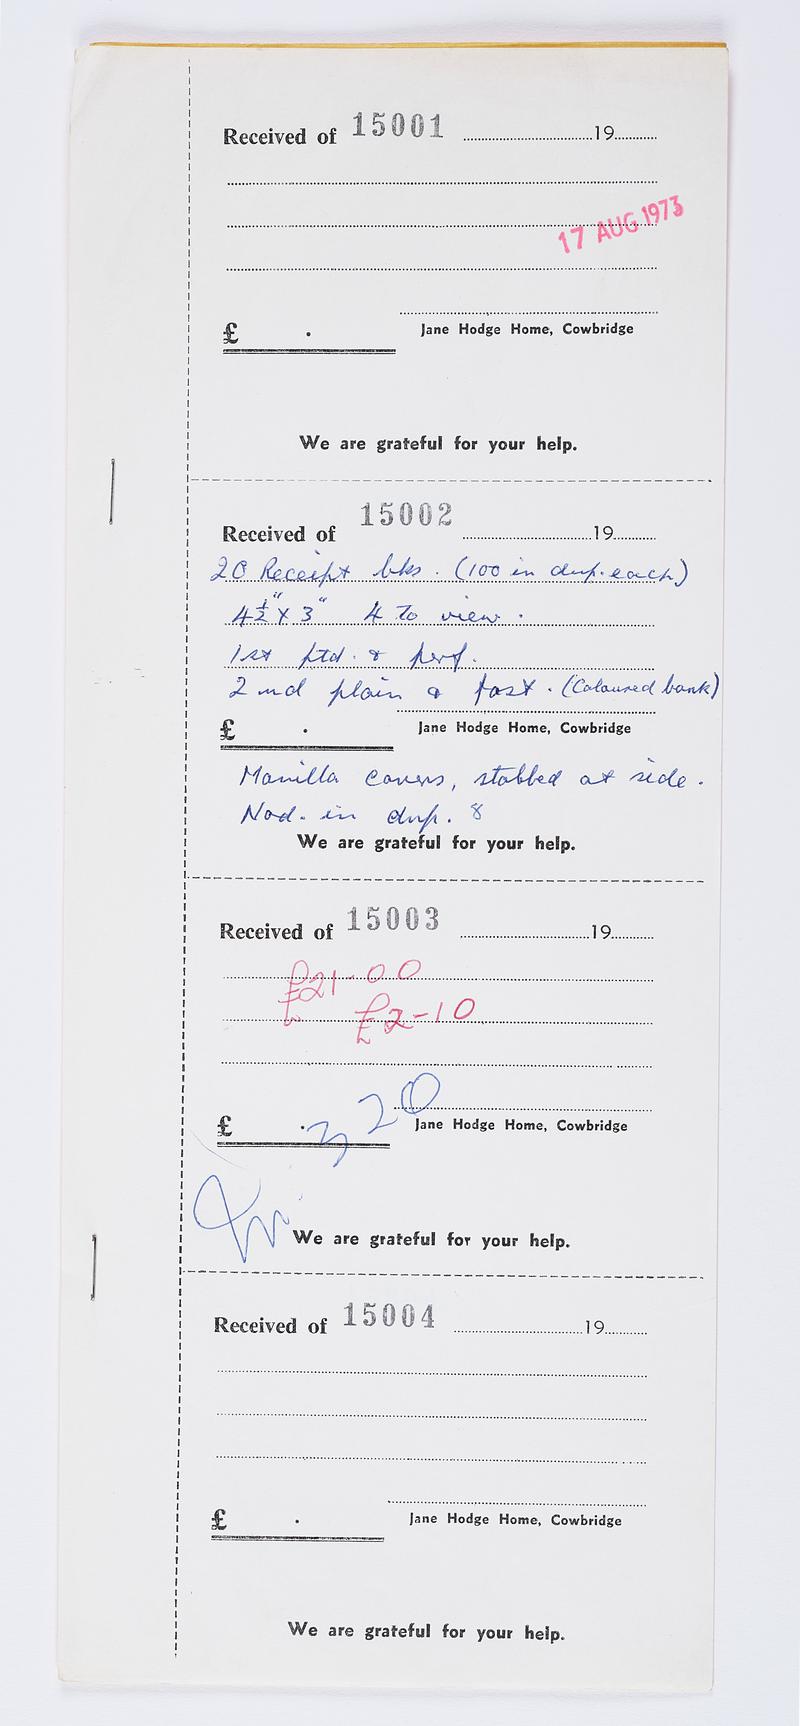 Received of 15001 ..............19.........
17 AUG 1973
£ .
Jane Hodge Home, Cowbridge
We are grateful for your help.
Received of 15002 ..............19.........
20 Receipt bks. (100 in dup. each)
4½" x 3" 4 to view.
1st ptd. & perf.
2nd plain & fast. (Coloured bank)
£ .
Jane Hodge Home, Cowbridge
Manilla covers, stabbed at side.
Nod. in dup. 8
We are grateful for your help.
Received of 15003 ..............19.........
£21-00
£2-10
320
£ .
Jane Hodge Home, Cowbridge
We are grateful for your help.
Received of 15004 ..............19.........
£ .
Jane Hodge Home, Cowbridge
We are grateful for your help.